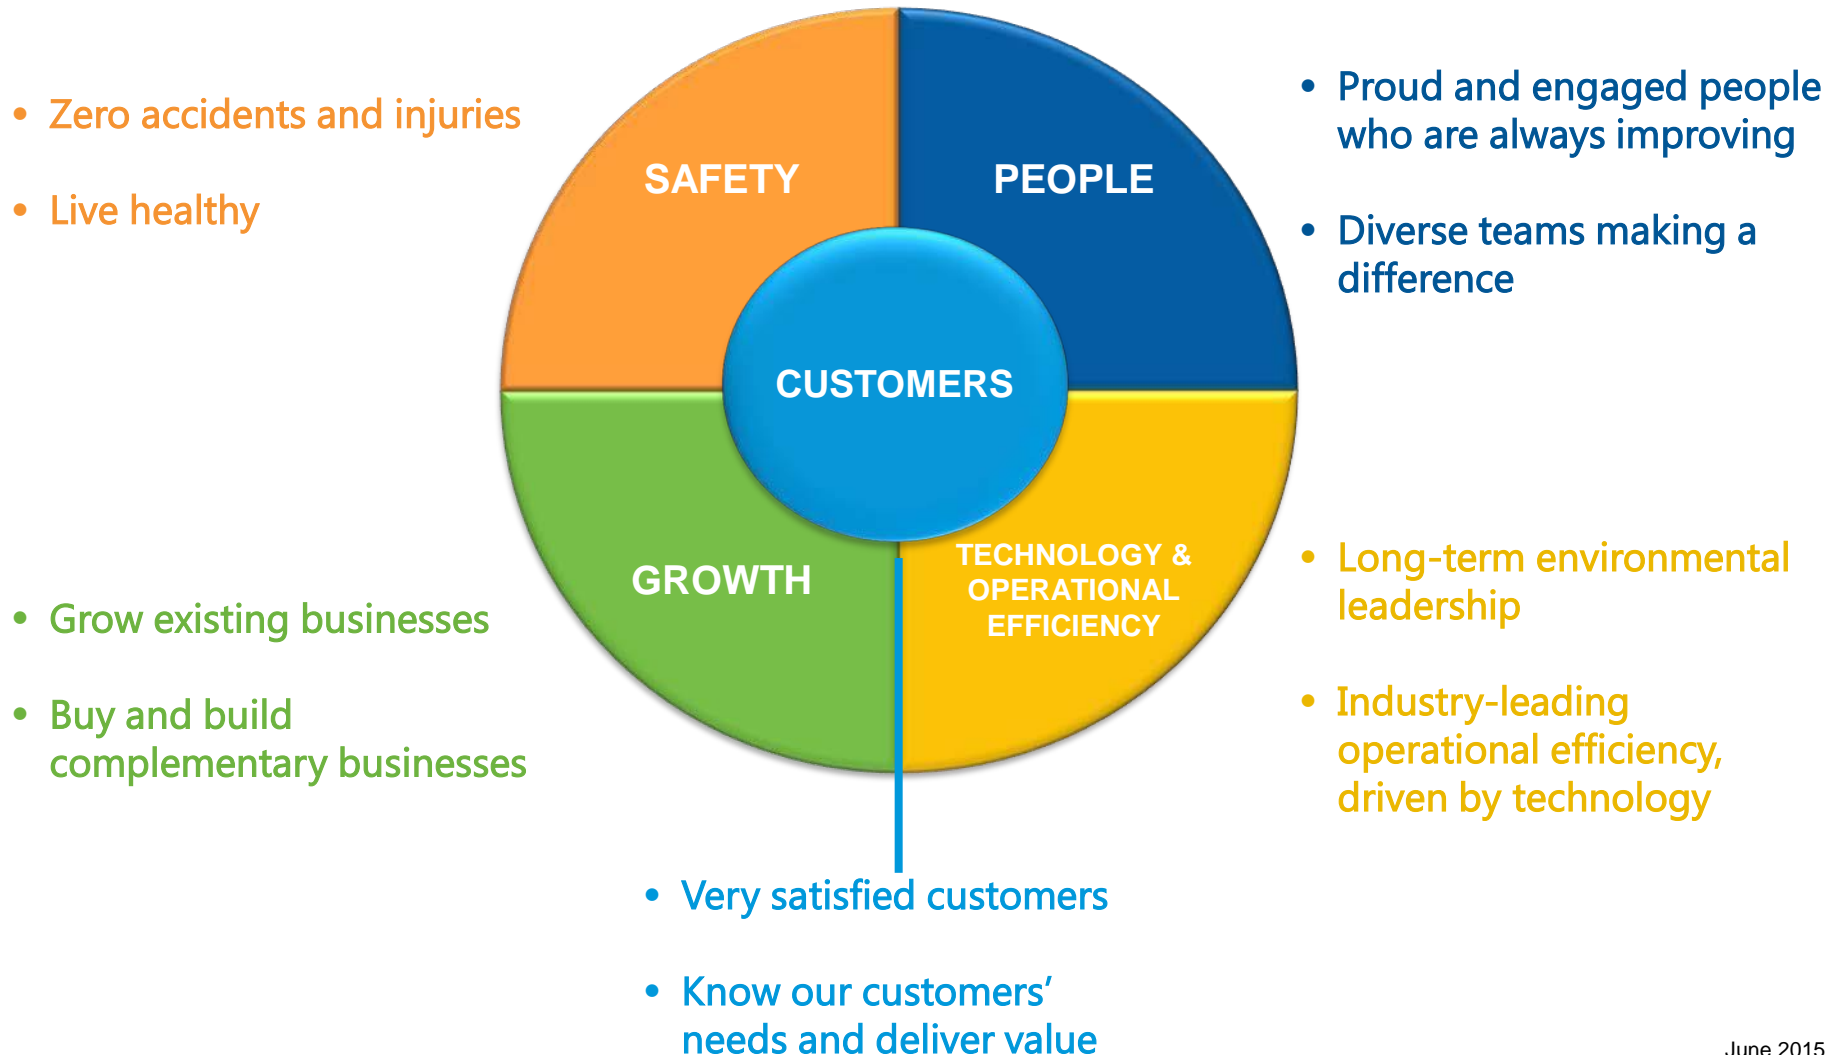 • Zero accidents and injuries
• Live healthy
SAFETY
PEOPLE
• Proud and engaged people
who are always improving
• Diverse teams making a
difference
CUSTOMERS
GROWTH
TECHNOLOGY &
OPERATIONAL
EFFICIENCY
• Grow existing businesses
• Buy and build
complementary businesses
• Long-term environmental
leadership
• Industry-leading
operational efficiency,
driven by technology
• Very satisfied customers
• Know our customers’
needs and deliver value
June 2015